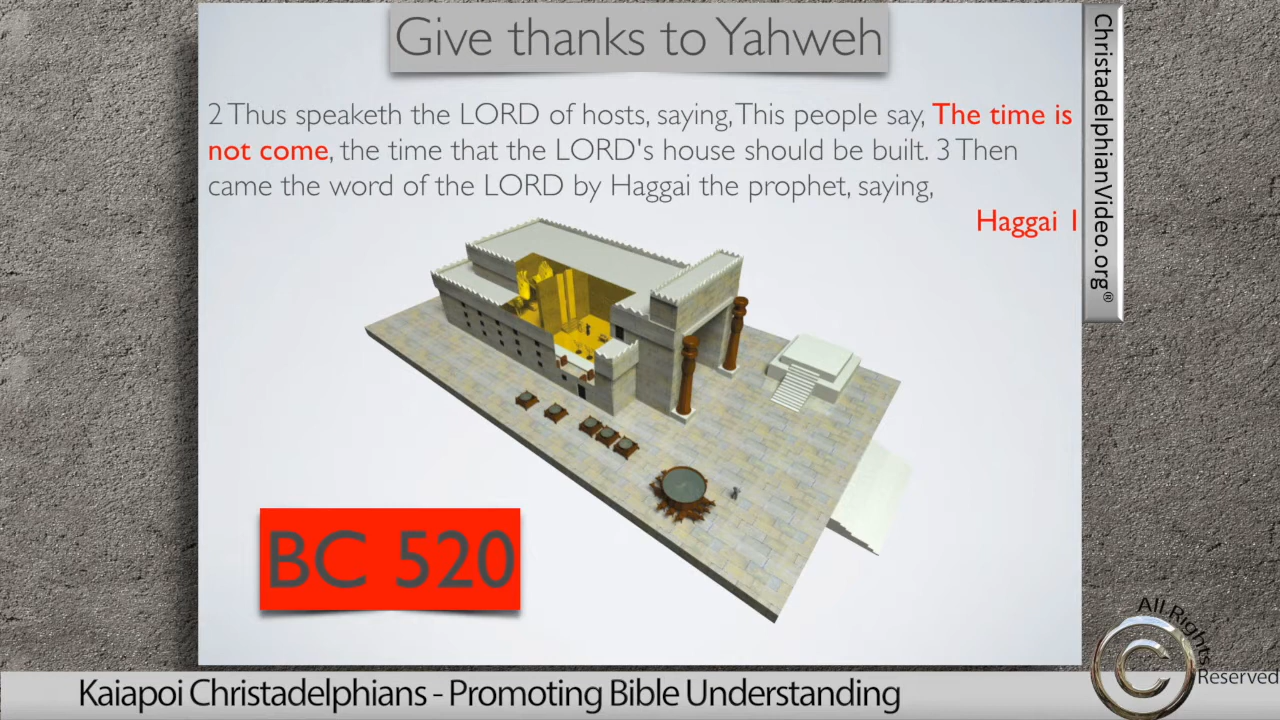 Give thanks to Yahweh
2 Thus speaketh the LORD of hosts, saying, This people say, The time is
not come, the time that the LORD's house should be built. 3 Then
came the word of the LORD by Haggai the prophet, saying,
Haggai 1
BC 520
ChristadelphianVideo.org®
All Rights
Reserved
C
Kaiapoi Christadelphians - Promoting Bible Understanding